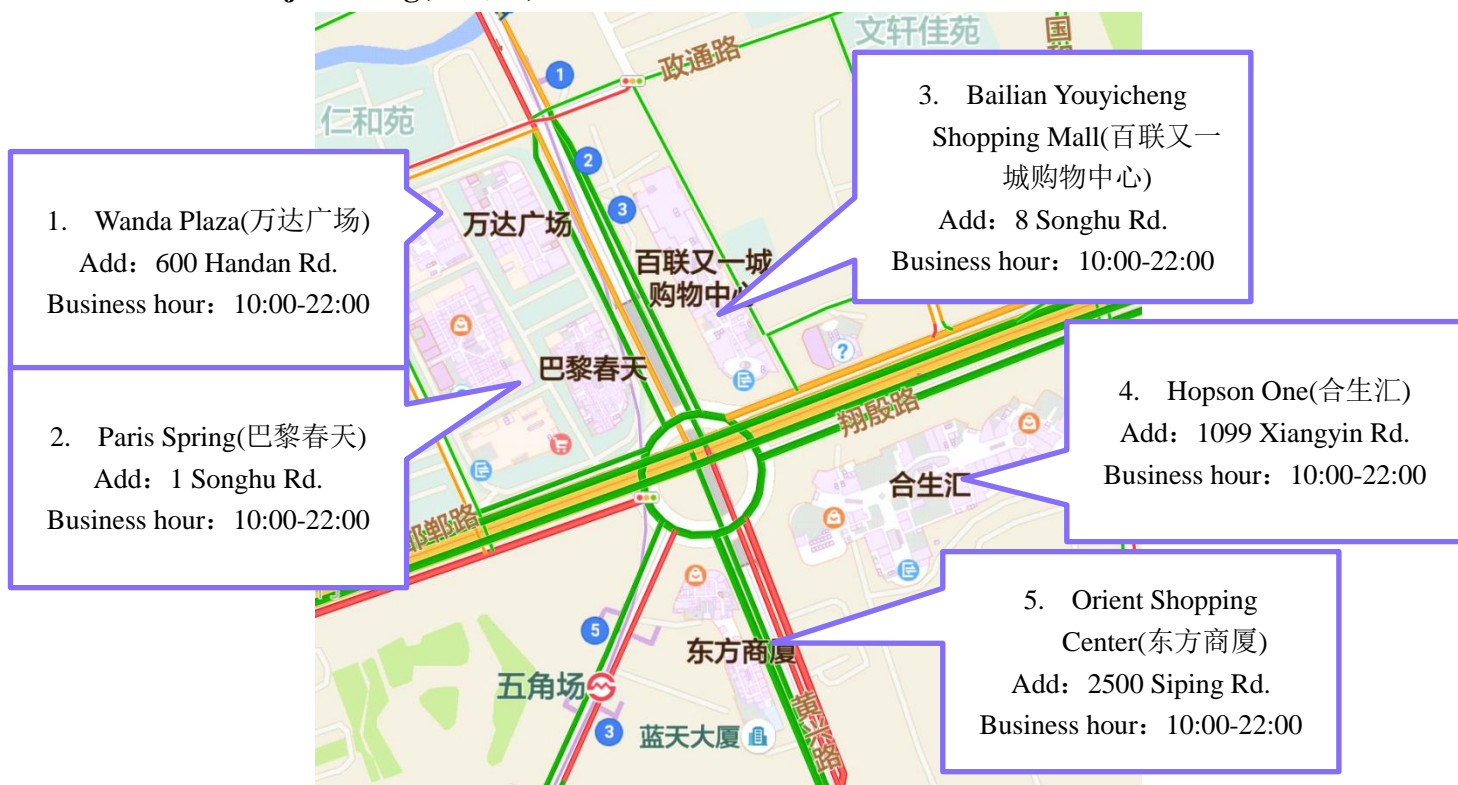 政通路
文轩佳苑
仁和苑
1
2
3
万达广场
百联又一城
购物中心
巴黎春天
?
翔殷路
合生汇
邯郸路
5
东方商厦
五角场
3
蓝天大厦
黄兴路
1. Wanda Plaza(万达广场)
Add：600 Handan Rd.
Business hour：10:00-22:00
2. Paris Spring(巴黎春天)
Add：1 Songhu Rd.
Business hour：10:00-22:00
3. Bailian Youyicheng
Shopping Mall(百联又一
城购物中心)
Add：8 Songhu Rd.
Business hour：10:00-22:00
4. Hopson One(合生汇)
Add：1099 Xiangyin Rd.
Business hour：10:00-22:00
5. Orient Shopping
Center(东方商厦)
Add：2500 Siping Rd.
Business hour：10:00-22:00